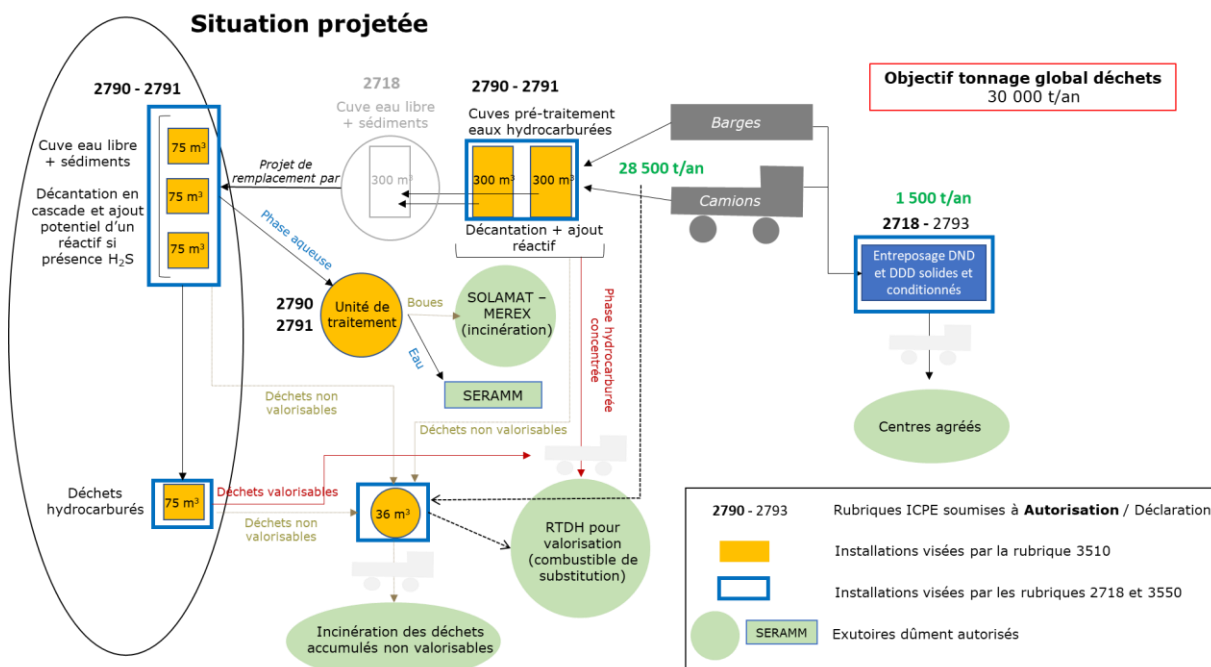 Situation projetée
2790 - 2791
Cuve eau libre
+ sédiments
Décantation en
cascade et ajout
potentiel d'un
réactif si
présence H2S
75 m3
75 m3
75 m3
2718
Cuve eau libre
+ sédiments
300 m3
Projet de
remplacement par
2790 - 2791
Cuves pré-traitement
eaux hydrocarburées
300 m3
300 m3
Décantation + ajout
réactif
Barges
Camions
28 500 t/an
Objectif tonnage global déchets
30 000 t/an
1 500 t/an
2718 - 2793
Entreposage DND
et DDD solides et
conditionnés
Centres agréés
Phase aqueuse
2790
2791
Unité de
traitement
Boues
SOLAMAT –
MEREX
(incinération)
Eau
SERAMM
Phase hydrocarburée
concentrée
Déchets non
valorisables
Déchets non valorisables
Déchets
hydrocarburés
75 m3
Déchets valorisables
Déchets non
valorisables
36 m3
RTDH pour
valorisation
(combustible de
substitution)
Incinération des déchets
accumulés non valorisables
2790 - 2793
Rubriques ICPE soumises à Autorisation / Déclaration
Installations visées par la rubrique 3510
Installations visées par les rubriques 2718 et 3550
SERAMM
Exutoires dûment autorisés